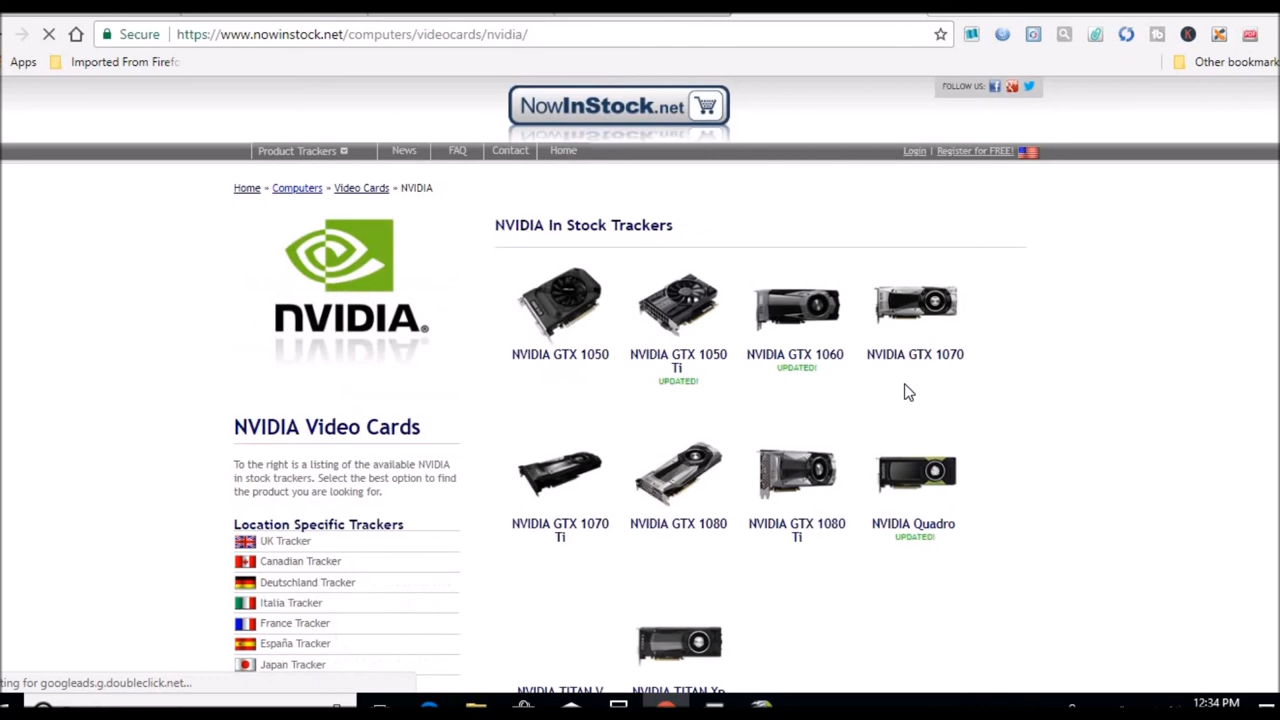 Secure
https://www.nowinstock.net/computers/videocards/nvidia/
Apps
Imported From Firefo
Other bookmark
FOLLOW US:
NowInStock.net
Product Trackers
News
FAQ
Contact
Home
Login | Register for FREE!
Home » Computers » Video Cards » NVIDIA
NVIDIA In Stock Trackers
NVIDIA.
NVIDIA GTX 1050
NVIDIA GTX 1050 Ti
UPDATED!
NVIDIA GTX 1060
UPDATED!
NVIDIA GTX 1070
NVIDIA Video Cards
To the right is a listing of the available NVIDIA
in stock trackers. Select the best option to find
the product you are looking for.
NVIDIA GTX 1070 Ti
NVIDIA GTX 1080
NVIDIA GTX 1080 Ti
NVIDIA Quadro
UPDATED!
Location Specific Trackers
UK Tracker
Canadian Tracker
Deutschland Tracker
Italia Tracker
France Tracker
España Tracker
Japan Tracker
NVIDIA TITAN V
NVIDIA TITAN Xp
ting for googleads.g.doubleclick.net...
12:34 PM